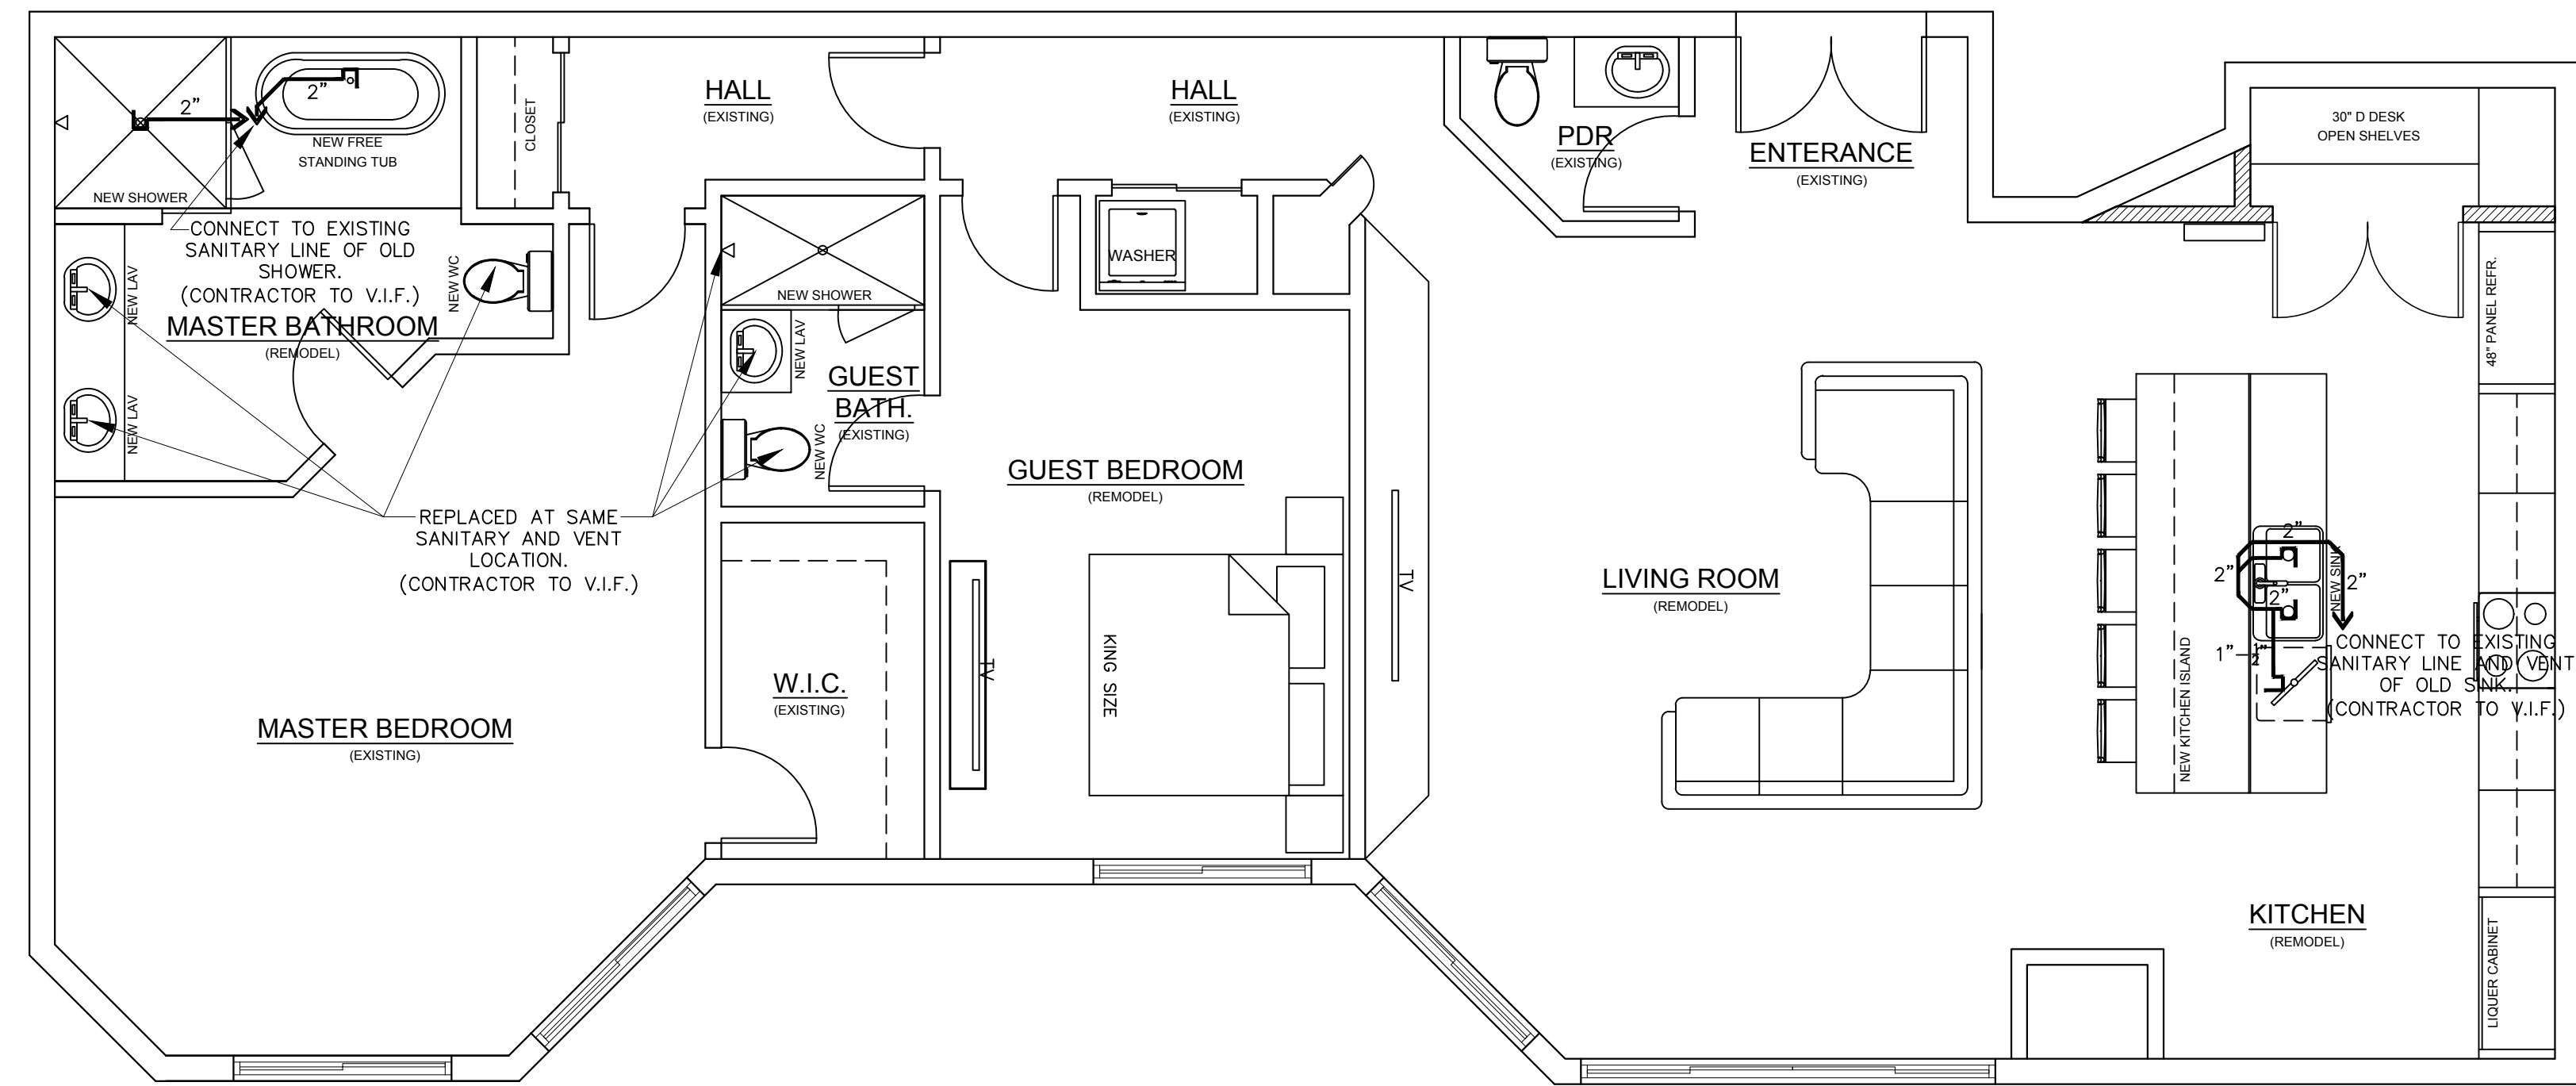 HALL
(EXISTING)
HALL
(EXISTING)
PDR
(EXISTING)
ENTERANCE
(EXISTING)
30" D DESK
OPEN SHELVES
2"
2"
NEW FREE
STANDING TUB
NEW SHOWER
CLOSET
CONNECT TO EXISTING
SANITARY LINE OF OLD
SHOWER.
(CONTRACTOR TO V.I.F.)
MASTER BATHROOM
(REMODEL)
NEW LAV
NEW LAV
NEW WC
WASHER
NEW SHOWER
NEW LAV
GUEST
BATH.
(EXISTING)
NEW WC
48" PANEL REFR.
GUEST BEDROOM
(REMODEL)
REPLACED AT SAME
SANITARY AND VENT
LOCATION.
(CONTRACTOR TO V.I.F.)
LIVING ROOM
(REMODEL)
TV
TV
KING SIZE
W.I.C.
(EXISTING)
MASTER BEDROOM
(EXISTING)
2"
2"
2"
2"
NEW SINK
NEW KITCHEN ISLAND
CONNECT TO EXISTING
SANITARY LINE AND VENT
OF OLD SINK.
(CONTRACTOR TO V.I.F.)
KITCHEN
(REMODEL)
LIQUER CABINET